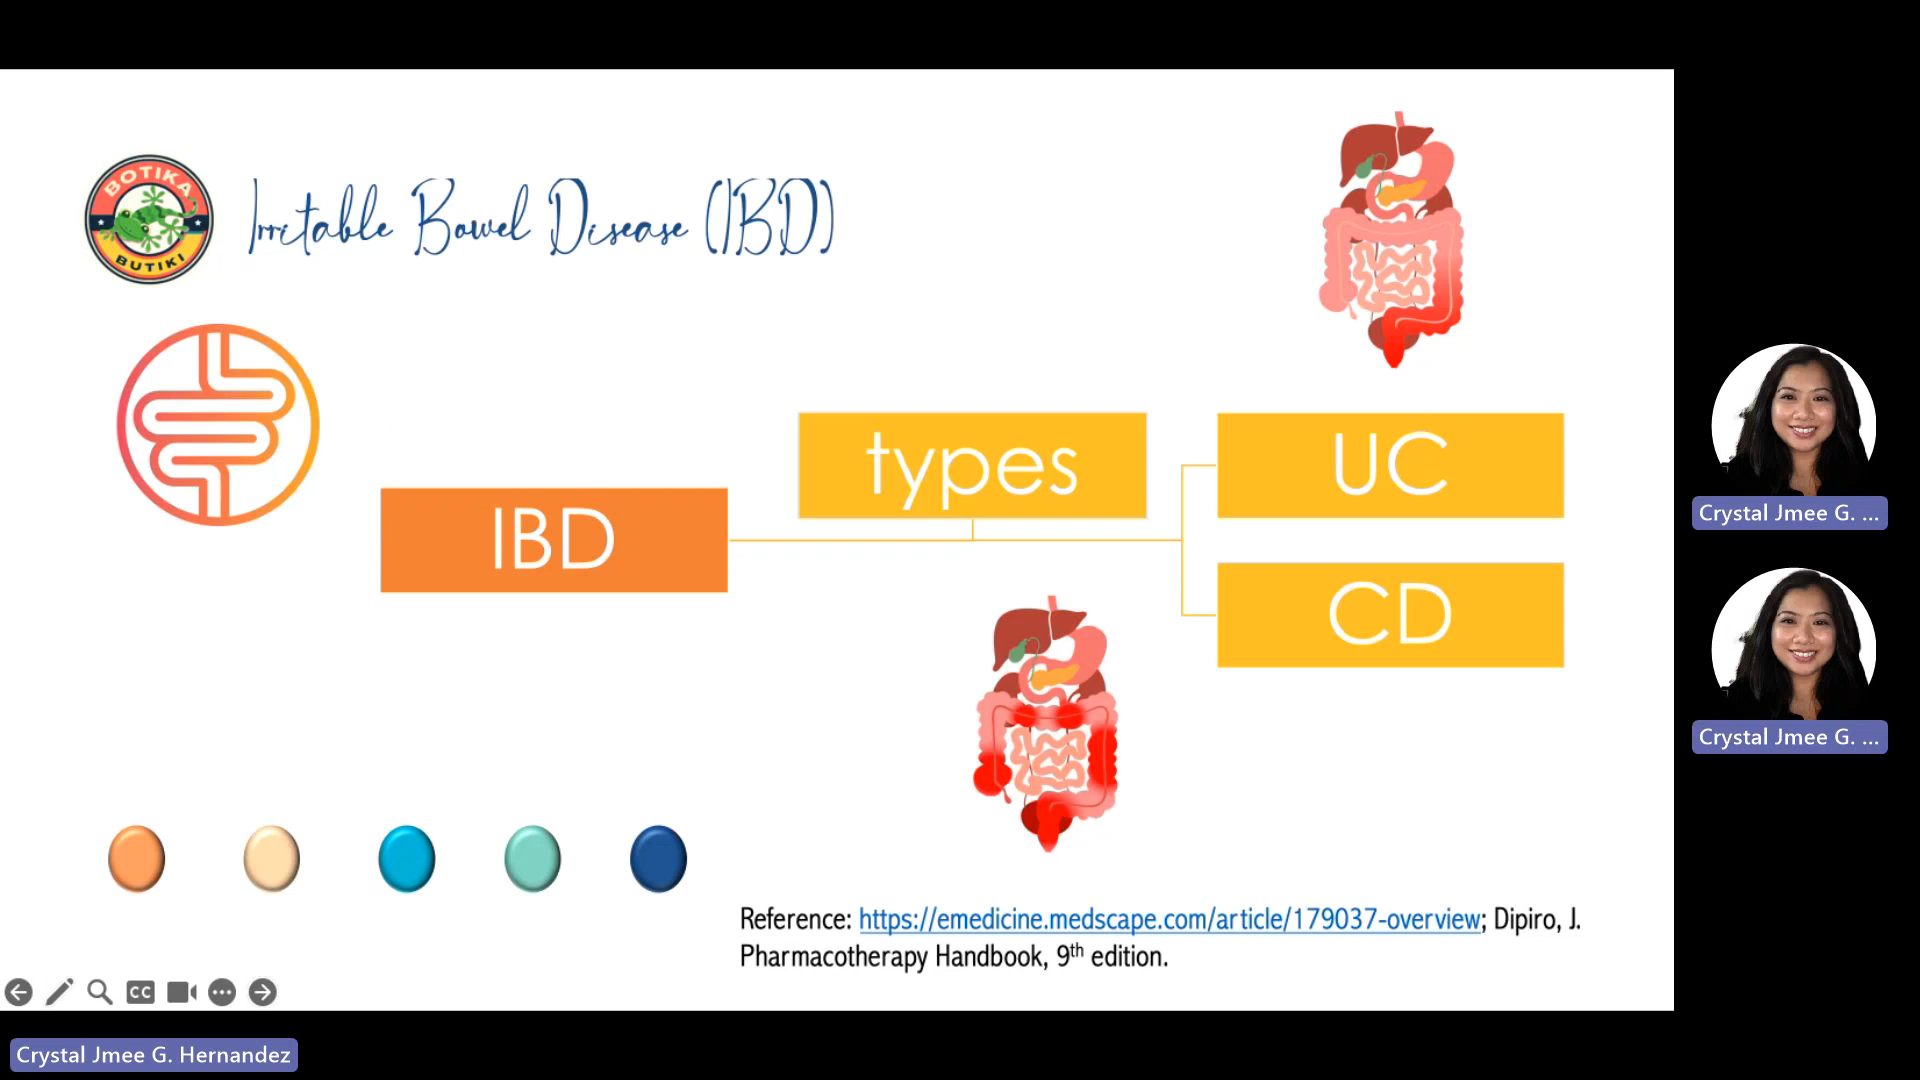 BOTIKA
BUTIKI
Irritable Bowel Disease (IBD)
types
UC
IBD
CD
Reference: https://emedicine.medscape.com/article/179037-overview; Dipiro, J.
Pharmacotherapy Handbook, 9th edition.
CC
Crystal Jmee G. ...
Crystal Jmee G. ...
Crystal Jmee G. Hernandez